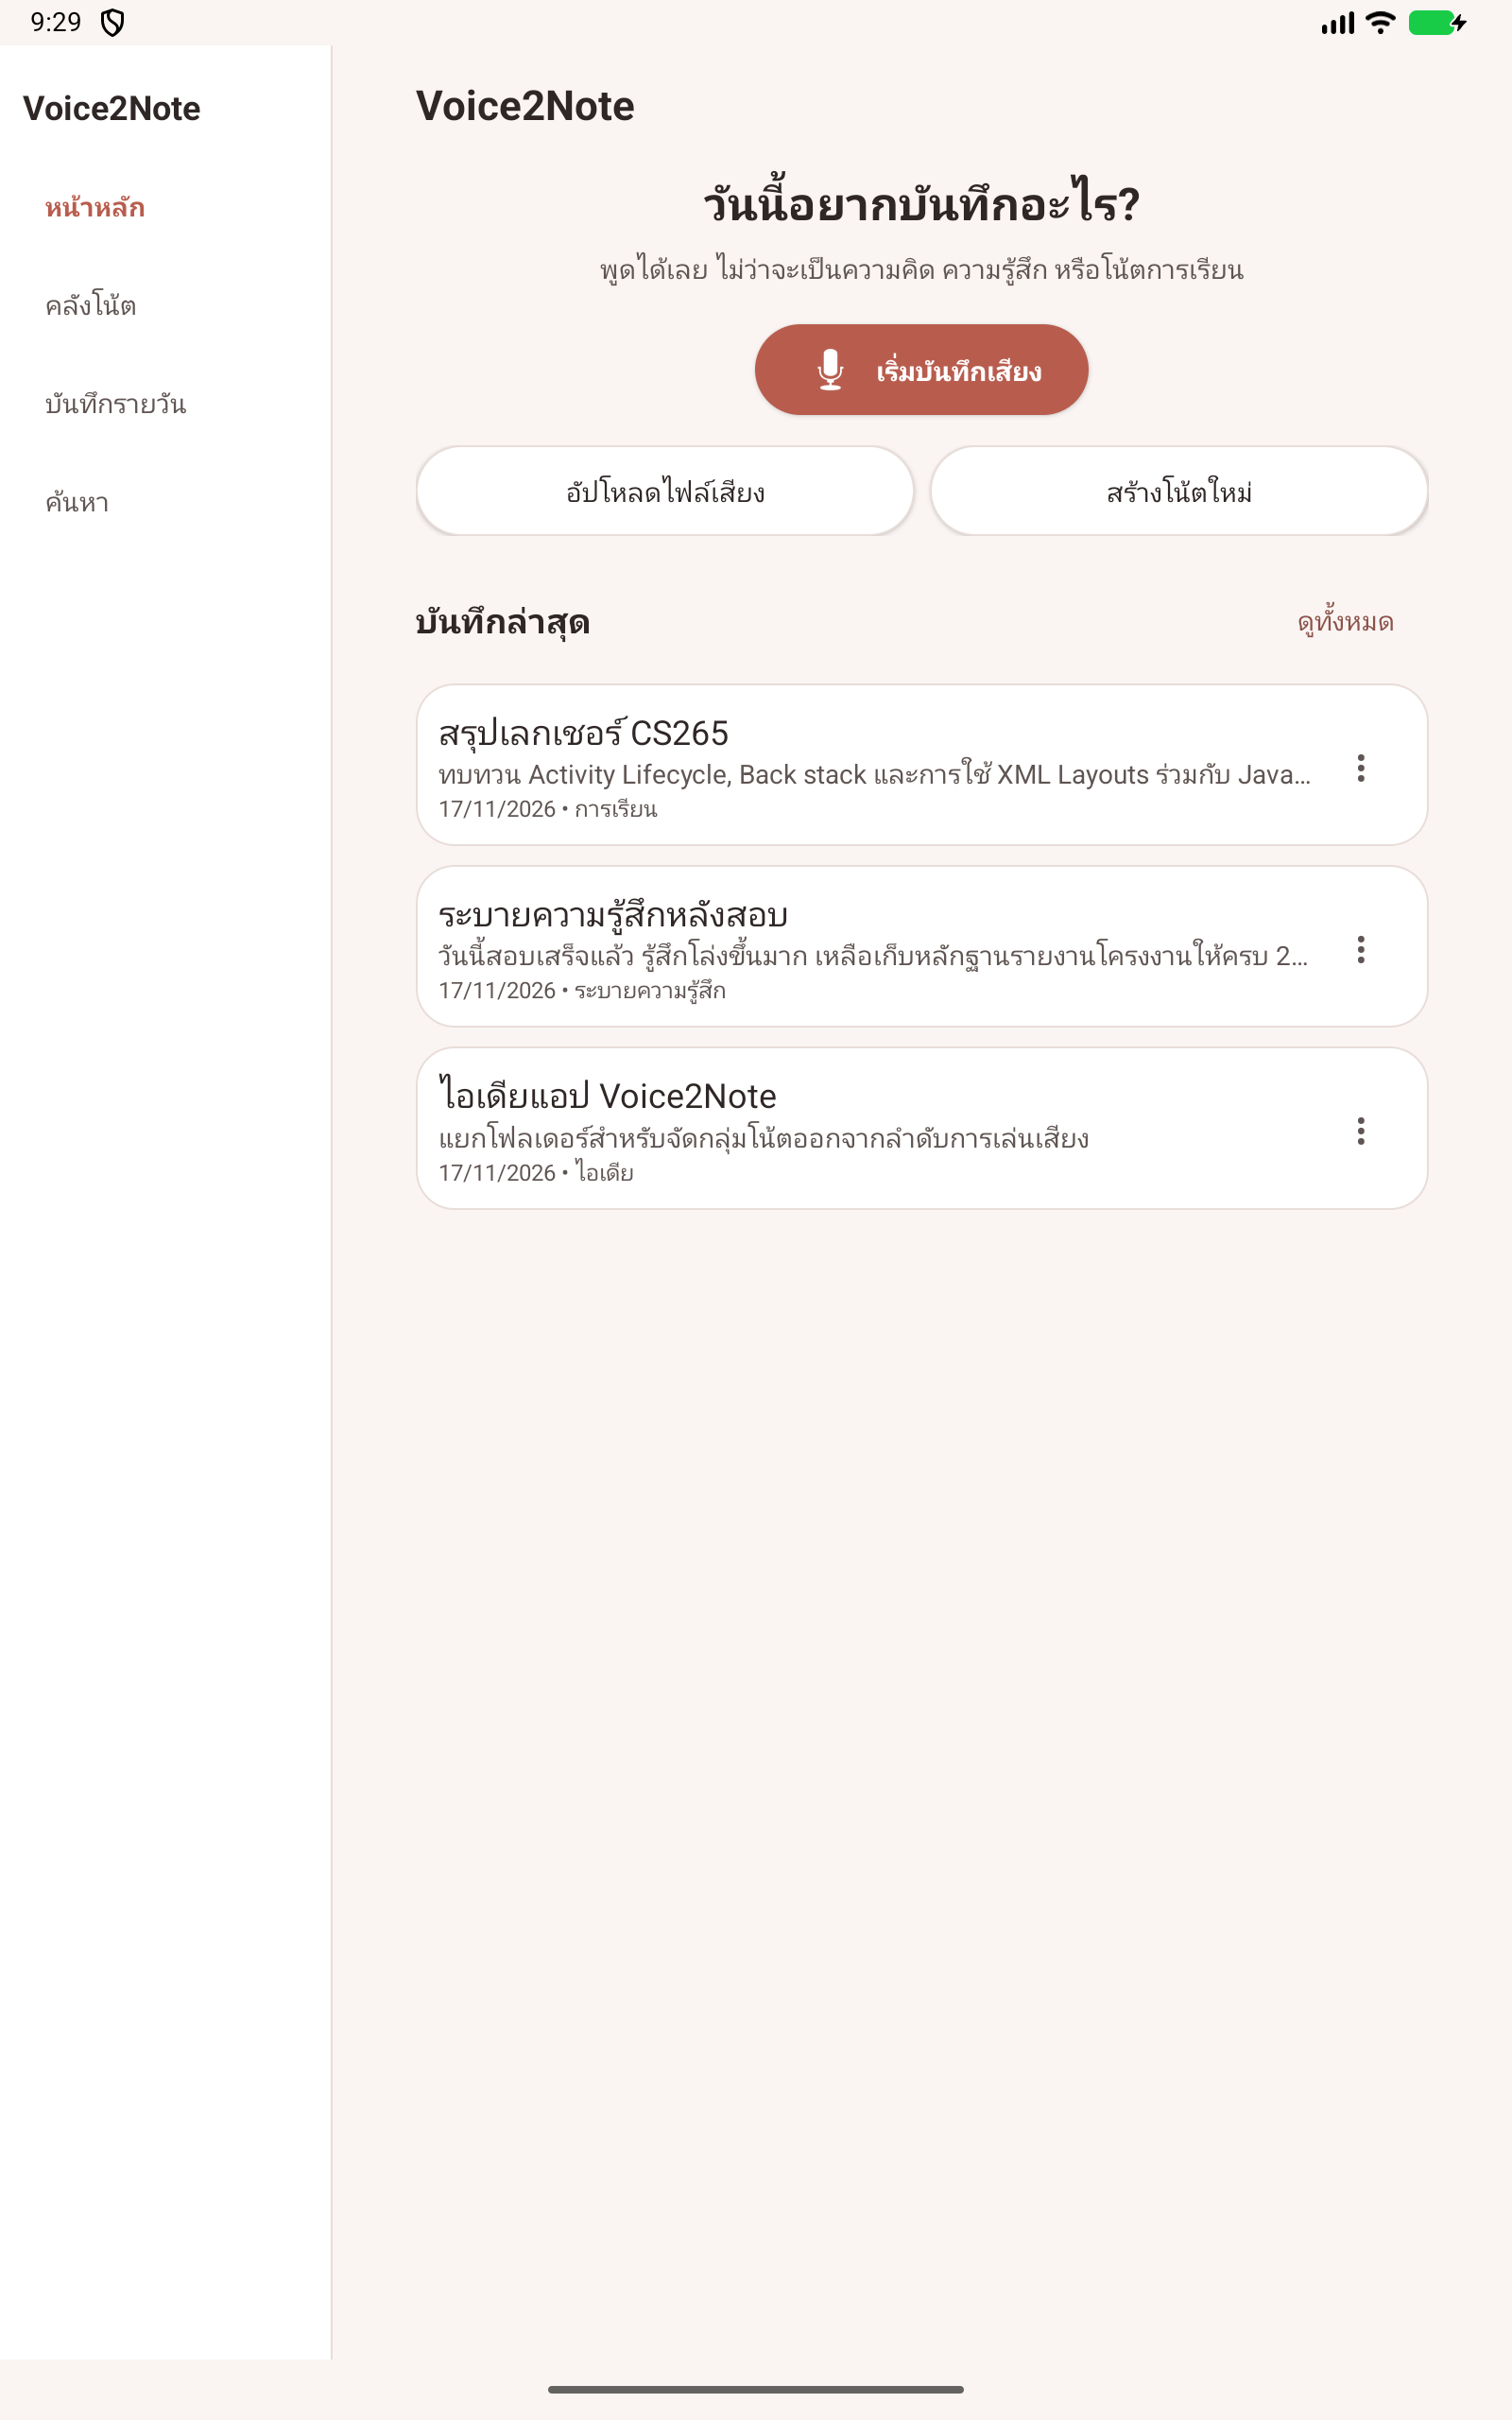 9:29
Voice2Note
หน้าหลัก
คลังโน้ต
บันทึกรายวัน
ค้นหา
Voice2Note
วันนี้อยากบันทึกอะไร?
พูดได้เลย ไม่ว่าจะเป็นความคิด ความรู้สึก หรือโน้ตการเรียน
เริ่มบันทึกเสียง
อัปโหลดไฟล์เสียง
สร้างโน้ตใหม่
บันทึกล่าสุด
ดูทั้งหมด
สรุปเลกเชอร์ CS265
ทบทวน Activity Lifecycle, Back stack และการใช้ XML Layouts ร่วมกับ Java...
17/11/2026 • การเรียน
ระบายความรู้สึกหลังสอบ
วันนี้สอบเสร็จแล้ว รู้สึกโล่งขึ้นมาก เหลือเก็บหลักฐานรายงานโครงงานให้ครบ 2...
17/11/2026 • ระบายความรู้สึก
ไอเดียแอป Voice2Note
แยกโฟลเดอร์สำหรับจัดกลุ่มโน้ตออกจากลำดับการเล่นเสียง
17/11/2026 • ไอเดีย